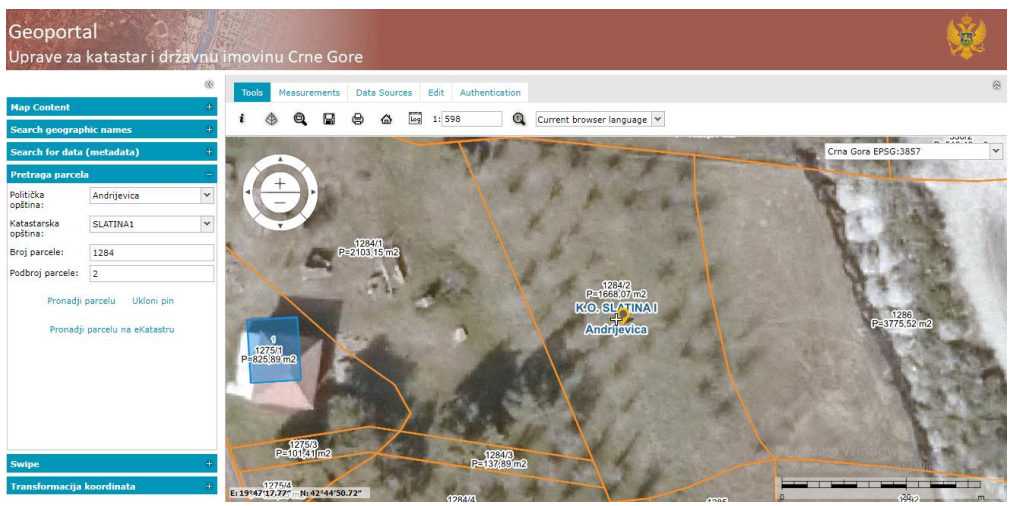 Geoportal
Uprave za katastar i državnu imovinu Crne Gore
Tools Measurements Data Sources Edit Authentication
Map Content
Search geographic names
Search for data (metadata)
Pretraga parcela
Politička opština: Andrijevica
Katastarska opština: SLATINA1
Broj parcele: 1284
Podbroj parcele: 2
Pronadji parcelu Ukloni pin
Pronadji parcelu na eKatastru
Swipe
Transformacija koordinata
i Log 1: 598 Current browser language
Crna Gora EPSG:3857
1284/1
P=2103,15 m2
1284/2
P=1668,07 m2
K.O. SLATINA I
Andrijevica
1286
P=3775,52 m2
1
1275/1
P=825,89 m2
1275/3
P=101,41 m2
1284/3
P=137,89 m2
1275/4
1284/4
E: 19°47'17.77" N: 42°44'50.72"
0 20 m